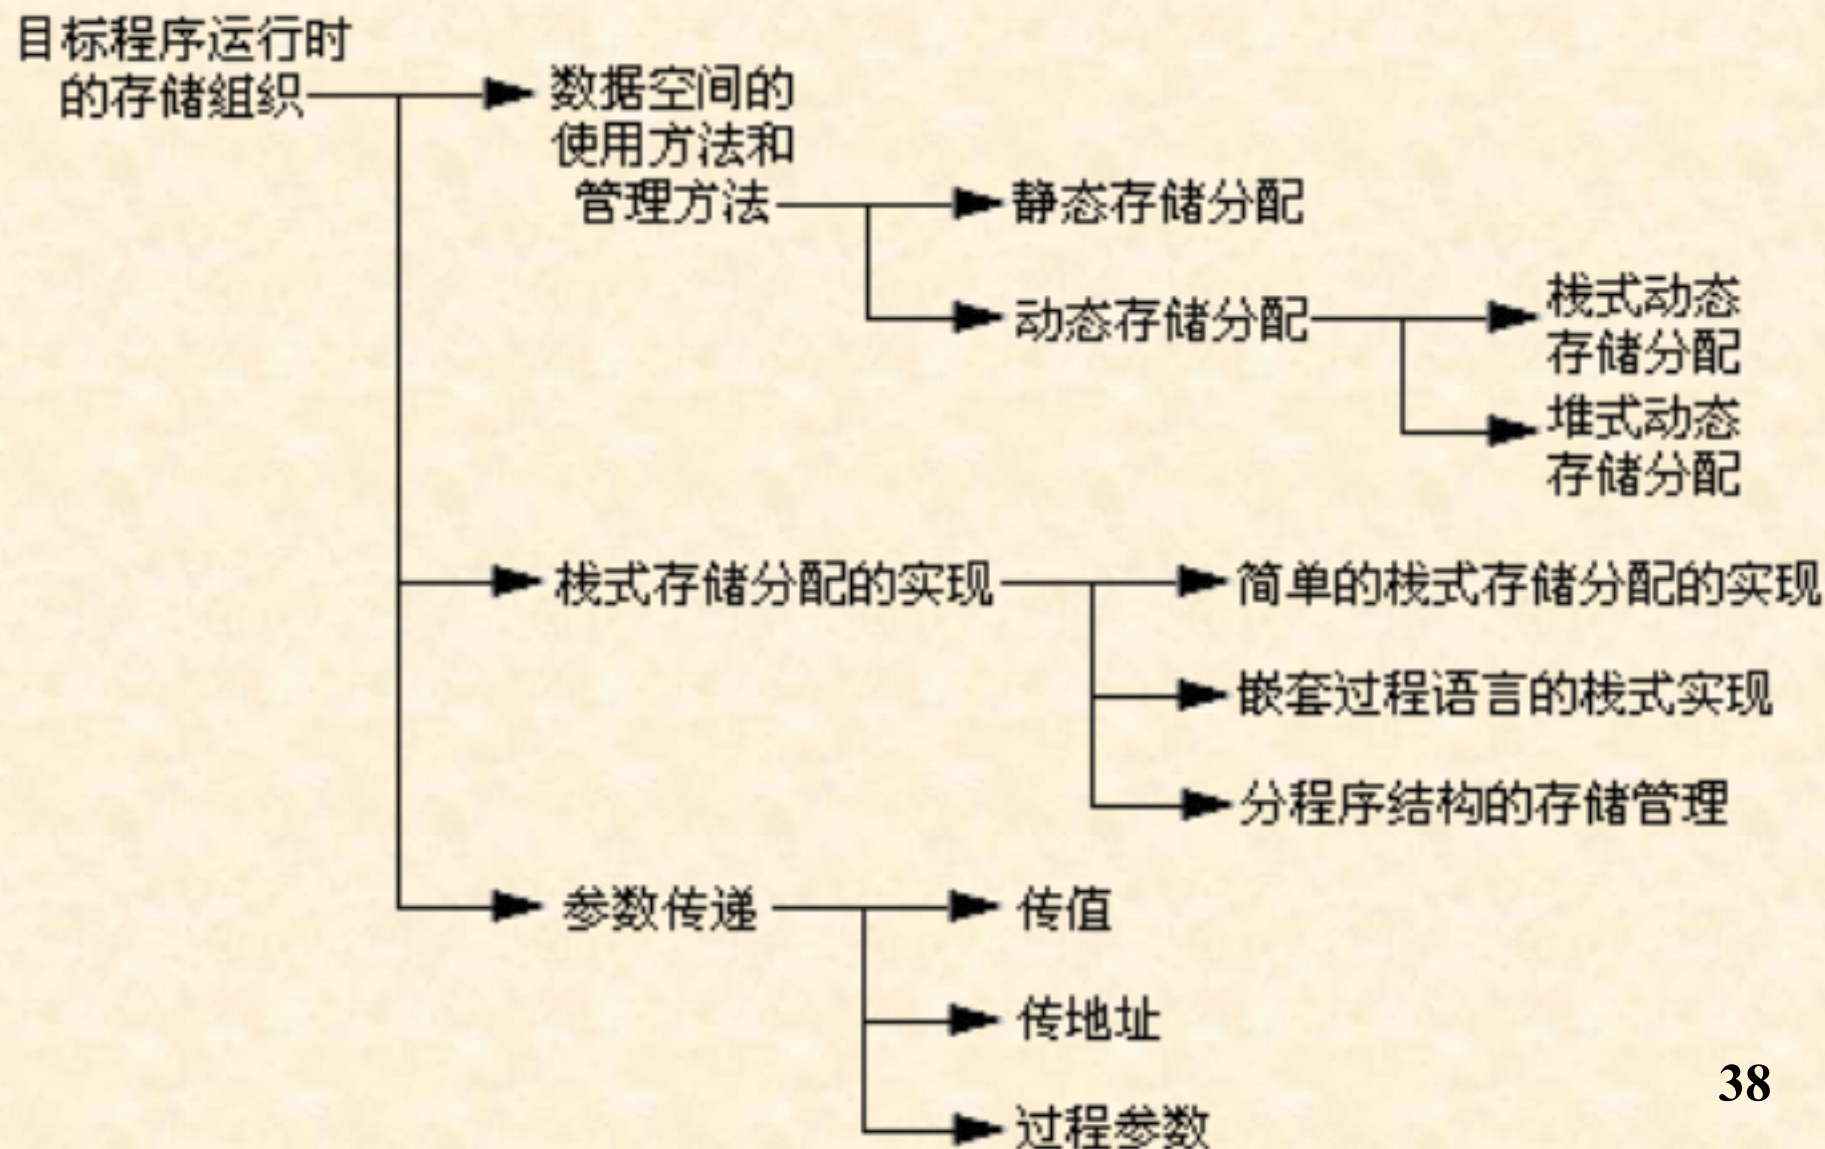 目标程序运行时
的存储组织
数据空间的
使用方法和
管理方法
静态存储分配
动态存储分配
栈式动态
存储分配
堆式动态
存储分配
栈式存储分配的实现
简单的栈式存储分配的实现
嵌套过程语言的栈式实现
分程序结构的存储管理
参数传递
传值
传地址
过程参数
38